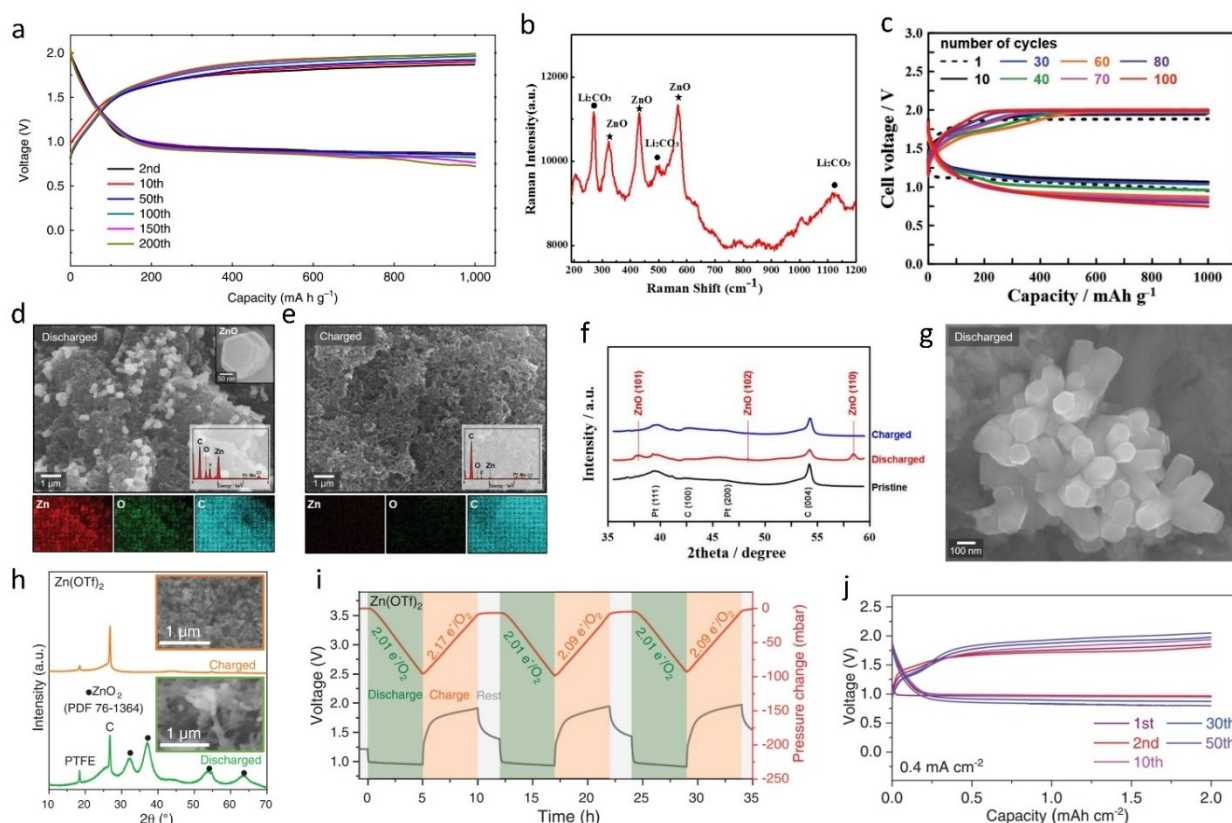 a
Voltage (V)
2.0
1.5
1.0
0.5
0.0
2nd
10th
50th
100th
150th
200th
0 200 400 600 800 1,000
Capacity (mA h g⁻¹)
b
Raman Intensity(a.u.)
12000
10000
8000
Li₂CO₃
ZnO
ZnO
Li₂CO₃
ZnO
Li₂CO₃
200 300 400 500 600 700 800 900 1000 1100 1200
Raman Shift (cm⁻¹)
c
Cell voltage / V
3.0
2.5
2.0
1.5
1.0
0.5
0.0
number of cycles
1 30 60 80
10 40 70 100
0 200 400 600 800 1000
Capacity / mAh g⁻¹
d
Discharged
ZnO
50 nm
C
O
Zn
1 μm
Zn
O
C
e
Charged
C
O
Zn
1 μm
Zn
O
C
f
Intensity / a.u.
ZnO (101)
ZnO (102)
ZnO (110)
Charged
Discharged
Pristine
Pt (111)
C (100)
Pt (200)
C (004)
35 40 45 50 55 60
2theta / degree
g
Discharged
100 nm
h
Intensity (a.u.)
Zn(OTf)₂
1 μm
Charged
●ZnO₂
(PDF 76-1364)
1 μm
C
PTFE
Discharged
10 20 30 40 50 60 70
2θ (°)
i
Voltage (V)
3.5
3.0
2.5
2.0
1.5
1.0
Zn(OTf)₂
2.01 e⁻/O₂
2.17 e⁻/O₂
2.01 e⁻/O₂
2.09 e⁻/O₂
2.01 e⁻/O₂
2.09 e⁻/O₂
Discharge
Charge
Rest
0
-50
-100
-150
-200
-250
Pressure change (mbar)
0 5 10 15 20 25 30 35
Time (h)
j
Voltage (V)
2.5
2.0
1.5
1.0
0.5
0.0
1st 30th
2nd 50th
10th
0.4 mA cm⁻²
0.0 0.5 1.0 1.5 2.0
Capacity (mAh cm⁻²)